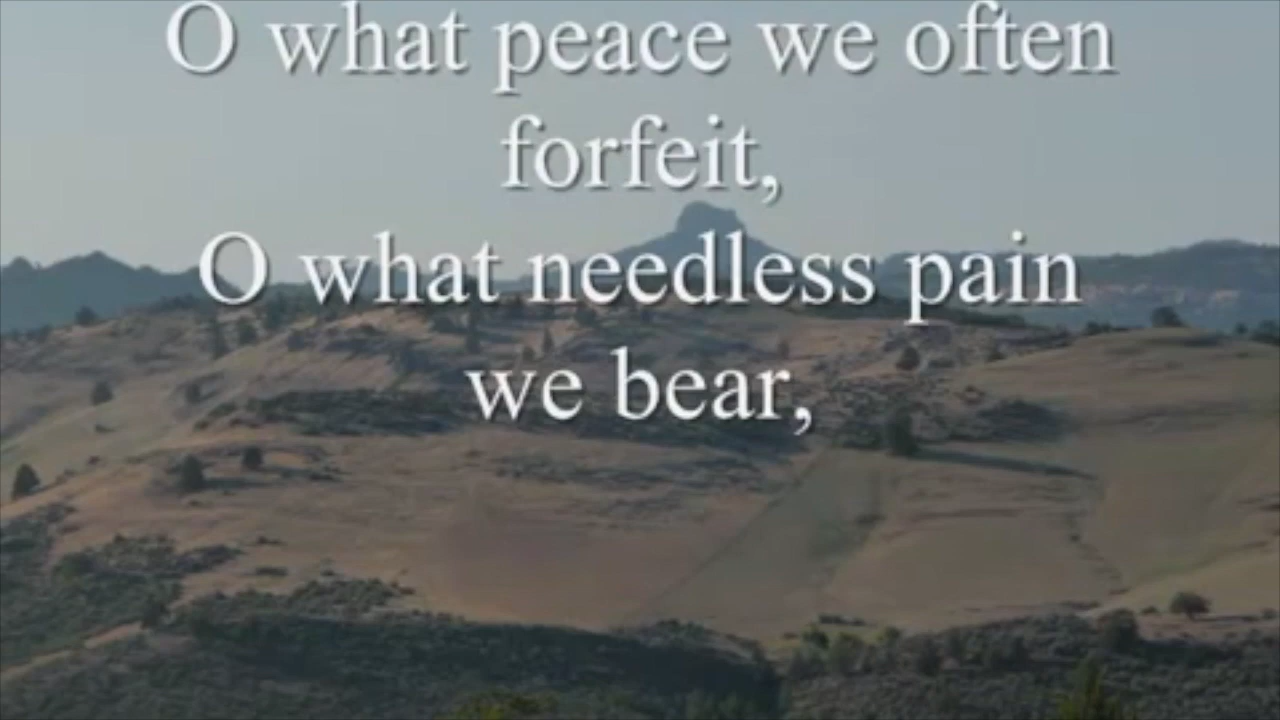 O what peace we often
forfeit,
O what needless pain
we bear,